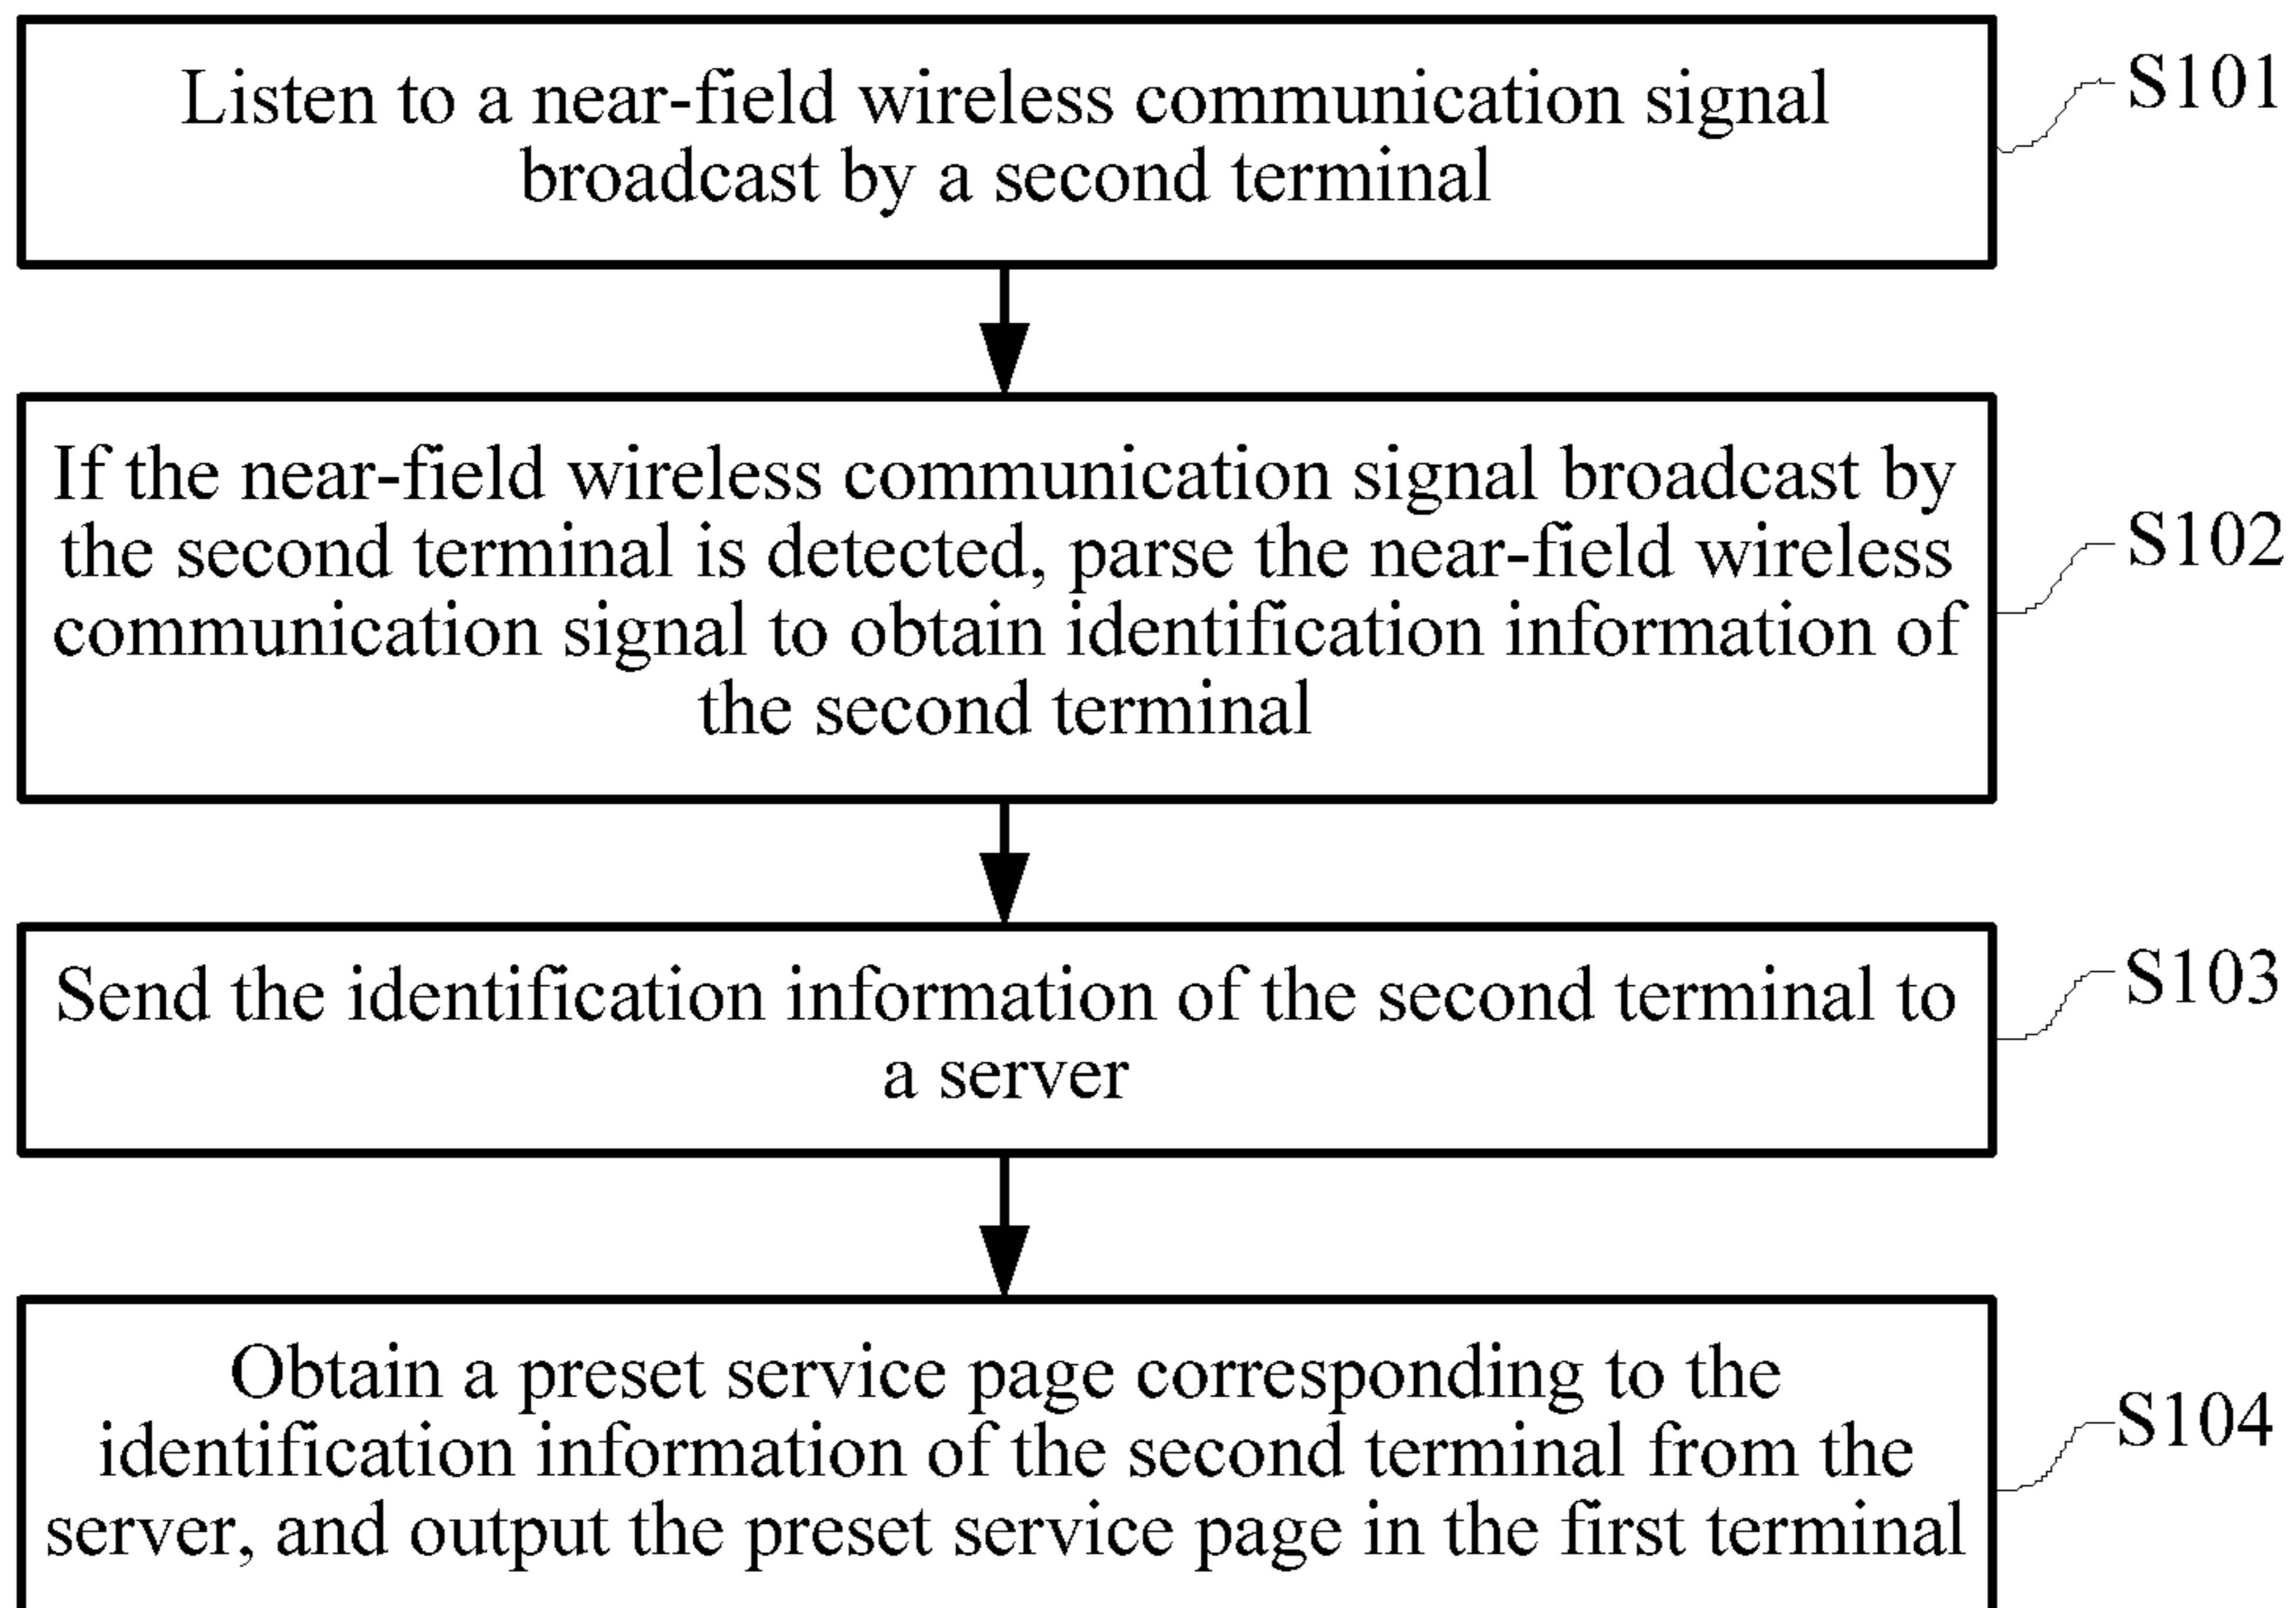 Listen to a near-field wireless communication signal
broadcast by a second terminal
S101
If the near-field wireless communication signal broadcast by
the second terminal is detected, parse the near-field wireless
communication signal to obtain identification information of
the second terminal
S102
Send the identification information of the second terminal to
a server
S103
Obtain a preset service page corresponding to the
identification information of the second terminal from the
server, and output the preset service page in the first terminal
S104